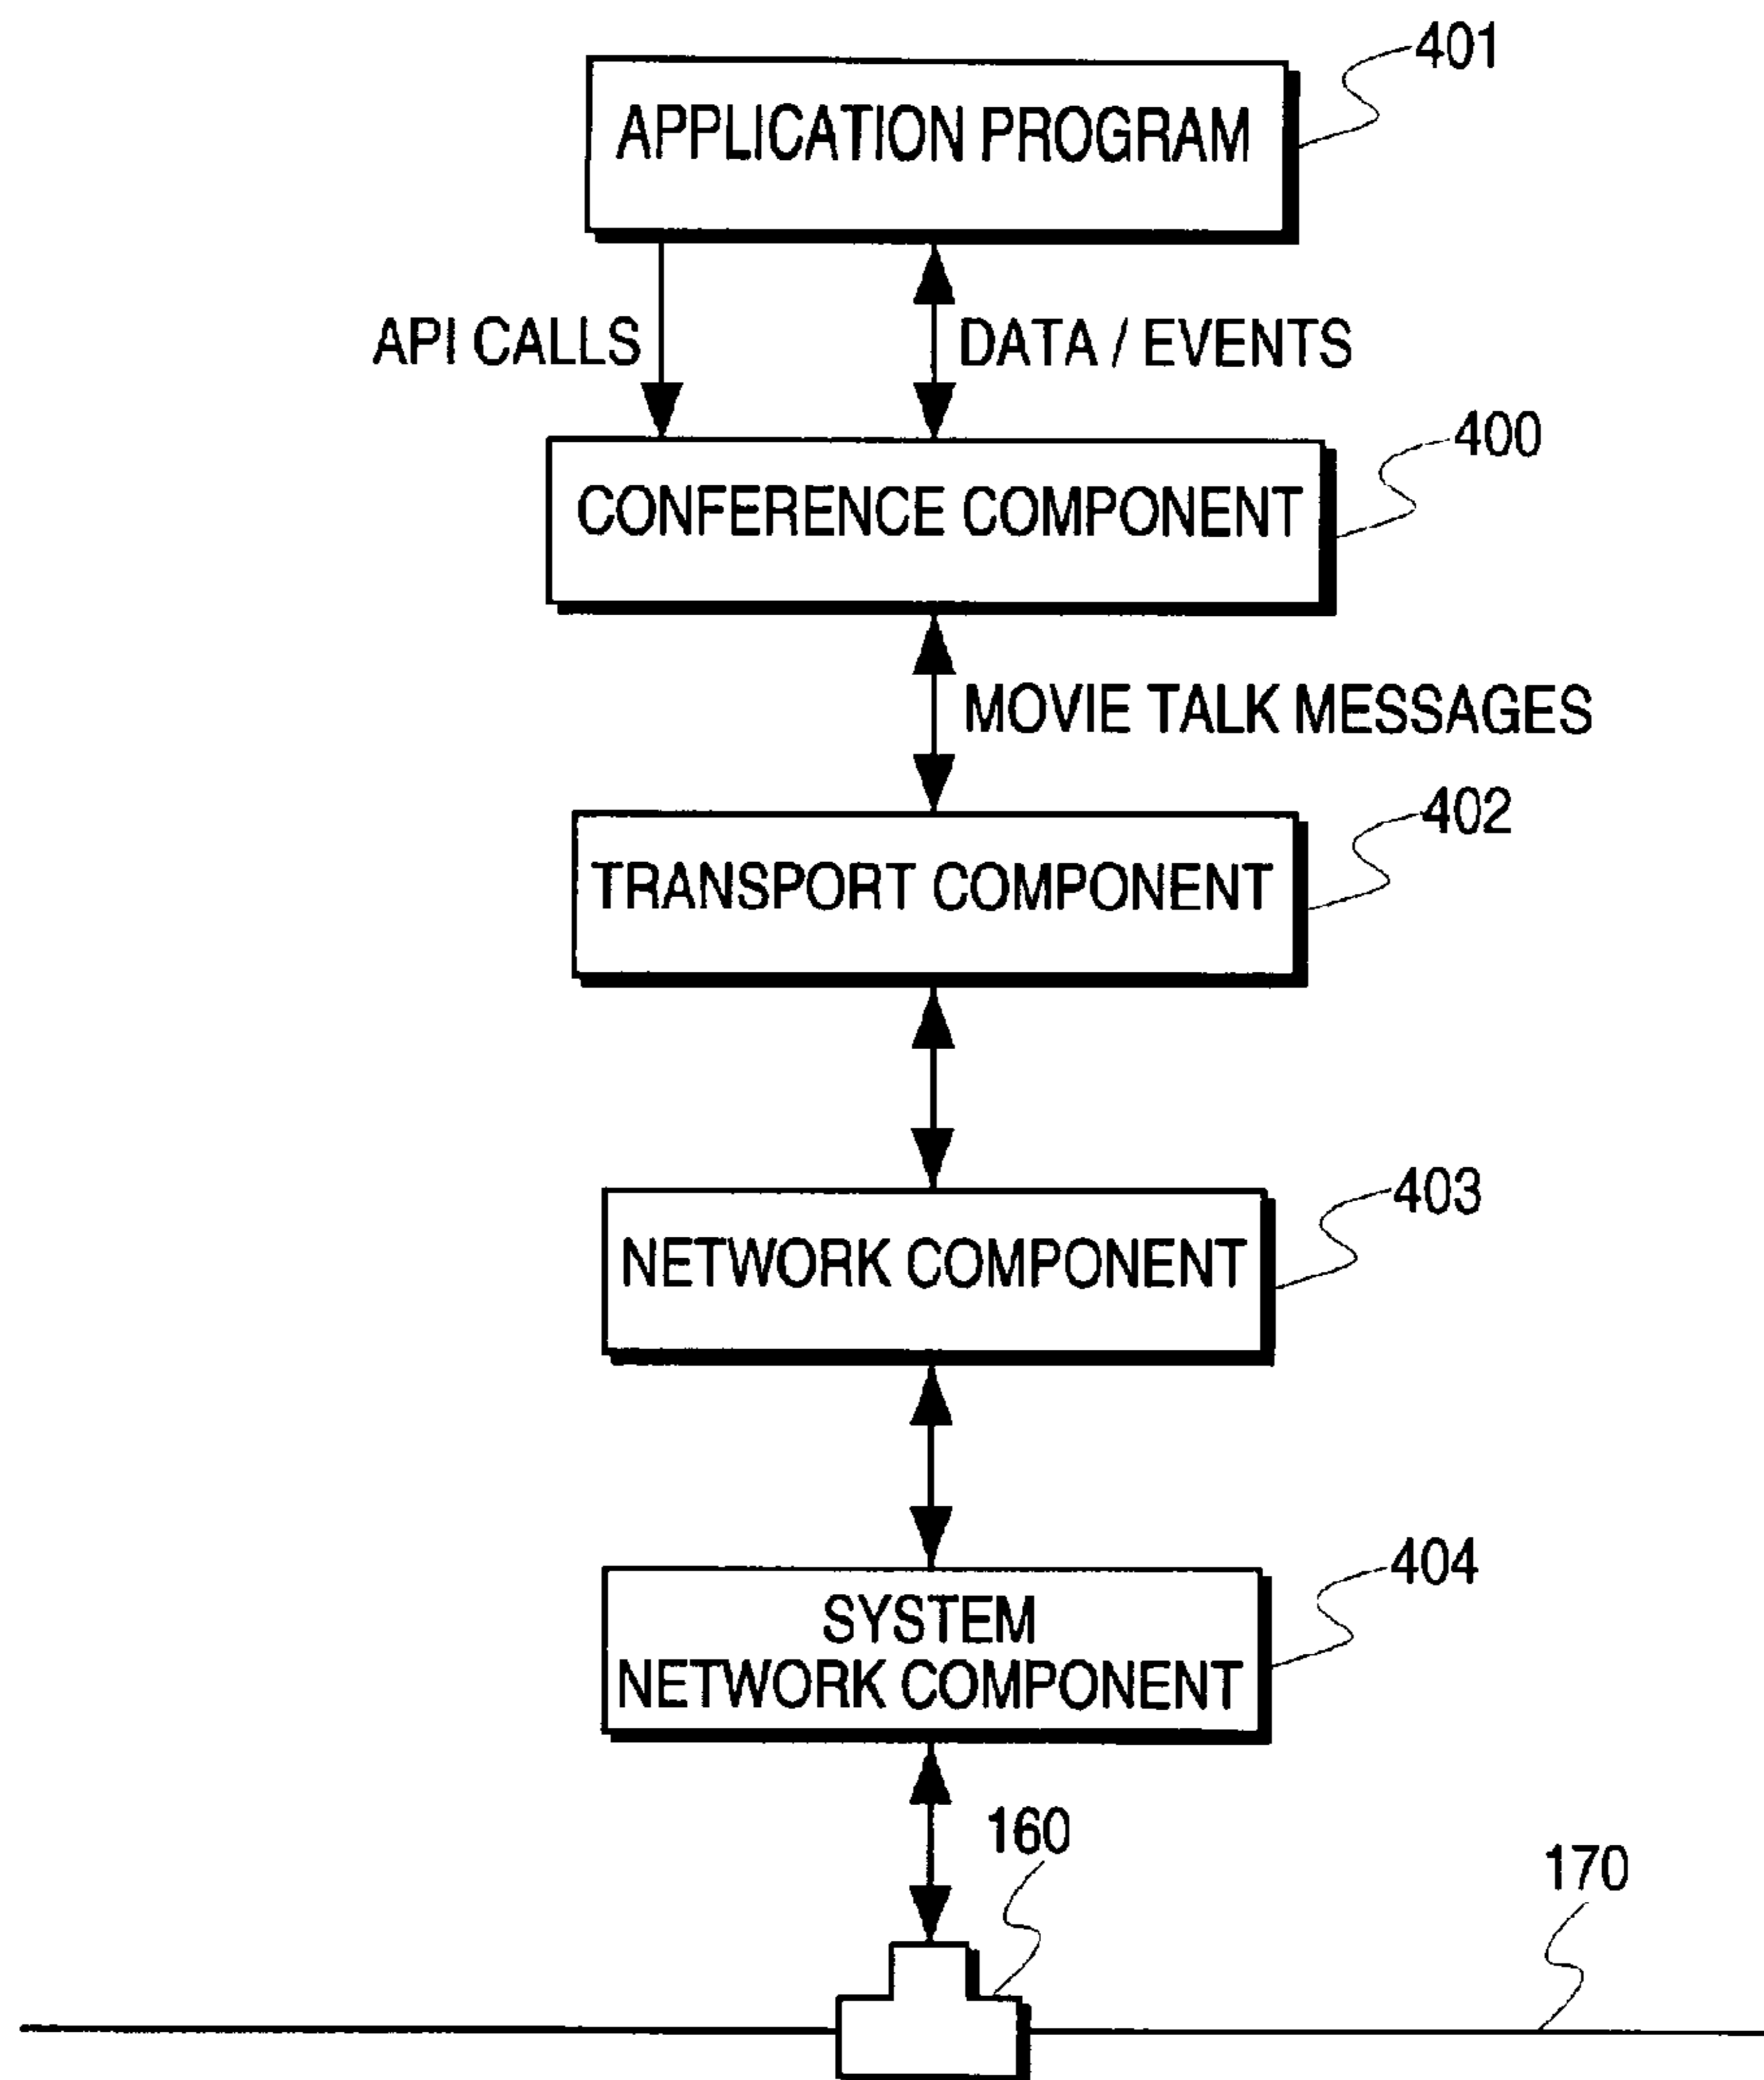 401
APPLICATION PROGRAM
API CALLS
DATA / EVENTS
400
CONFERENCE COMPONENT
MOVIE TALK MESSAGES
402
TRANSPORT COMPONENT
403
NETWORK COMPONENT
404
SYSTEM
NETWORK COMPONENT
160
170